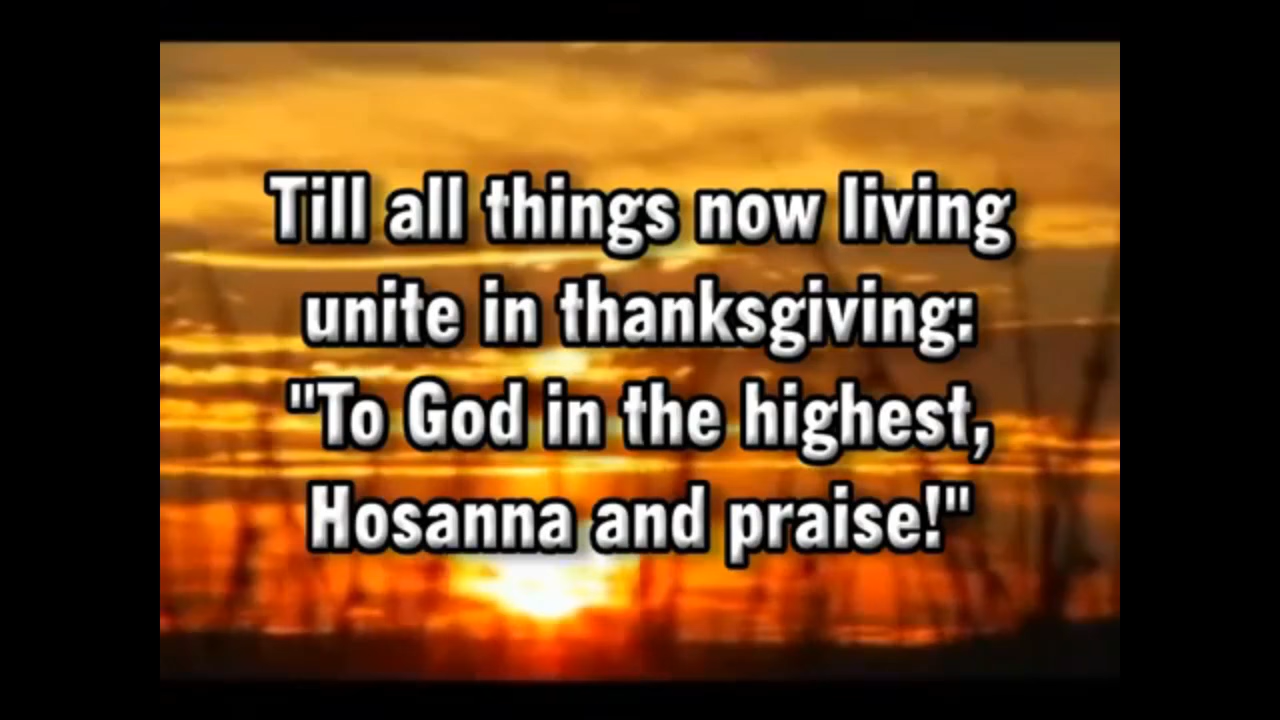 Till all things now living
unite in thanksgiving:
"To God in the highest,
Hosanna and praise!"